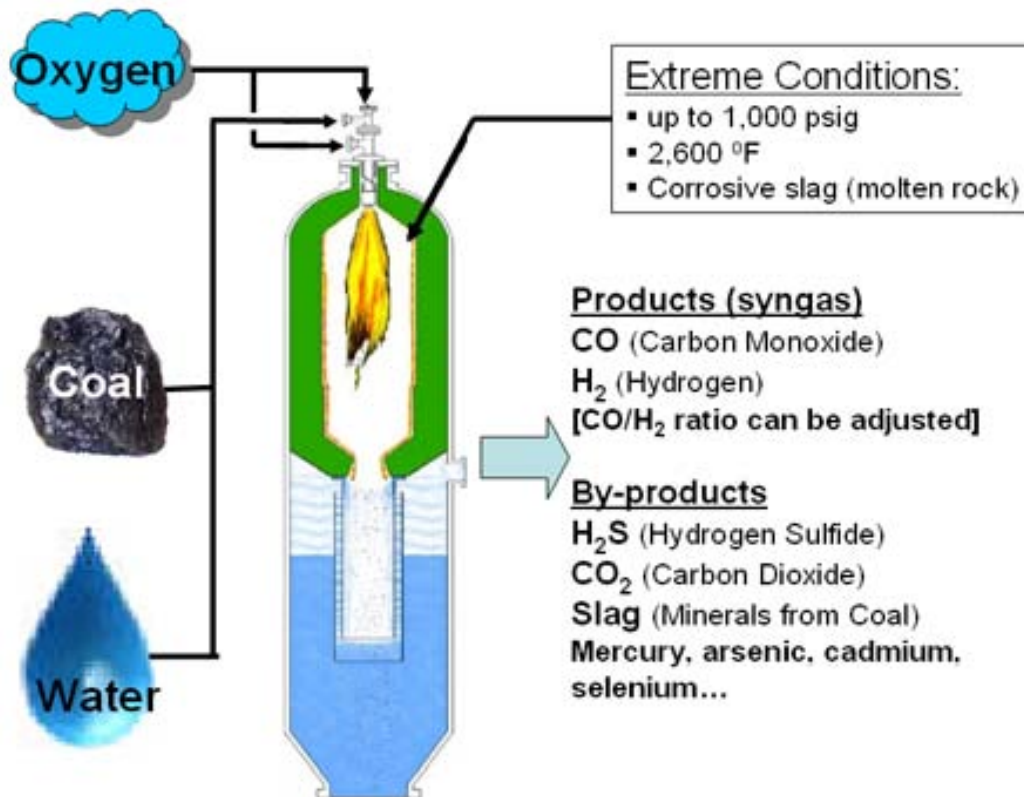 Oxygen
Extreme Conditions:
▪ up to 1,000 psig
▪ 2,600 ⁰F
▪ Corrosive slag (molten rock)
Coal
Water
Products (syngas)
CO (Carbon Monoxide)
H₂ (Hydrogen)
[CO/H₂ ratio can be adjusted]
By-products
H₂S (Hydrogen Sulfide)
CO₂ (Carbon Dioxide)
Slag (Minerals from Coal)
Mercury, arsenic, cadmium,
selenium…